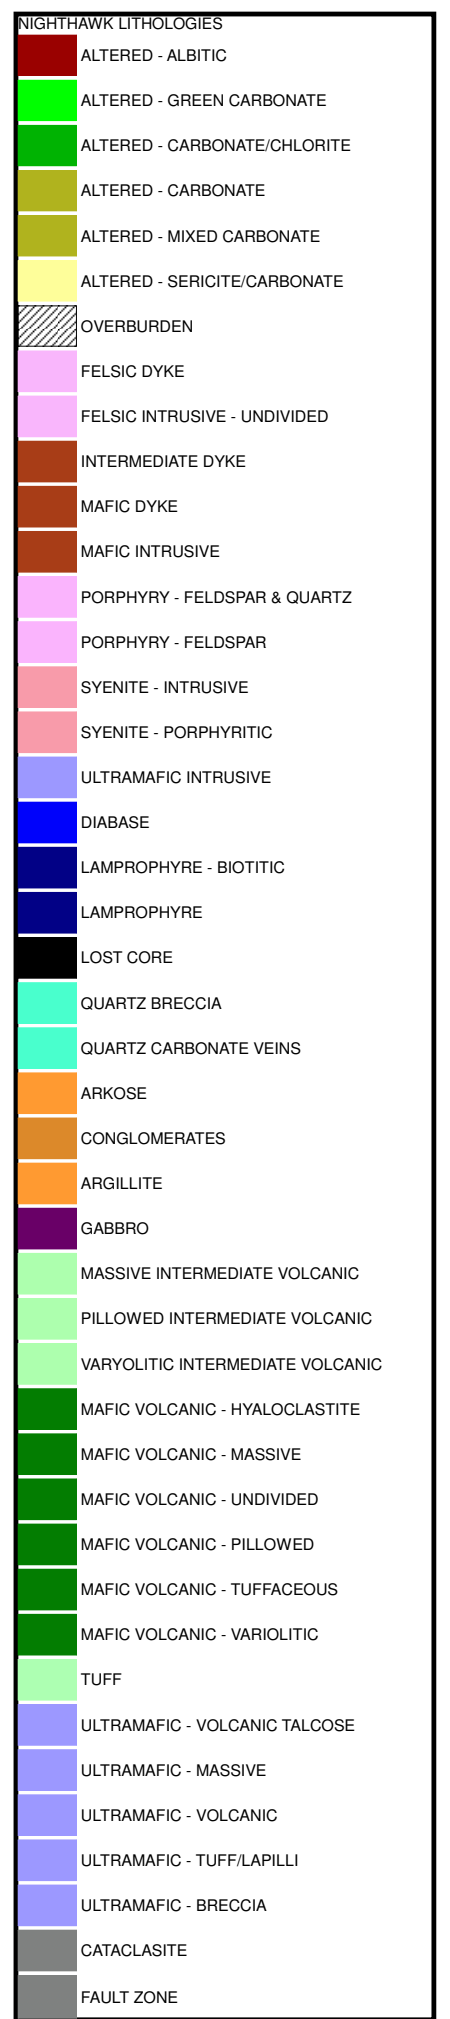 NIGHTHAWK LITHOLOGIES
ALTERED - ALBITIC
ALTERED - GREEN CARBONATE
ALTERED - CARBONATE/CHLORITE
ALTERED - CARBONATE
ALTERED - MIXED CARBONATE
ALTERED - SERICITE/CARBONATE
OVERBURDEN
FELSIC DYKE
FELSIC INTRUSIVE - UNDIVIDED
INTERMEDIATE DYKE
MAFIC DYKE
MAFIC INTRUSIVE
PORPHYRY - FELDSPAR & QUARTZ
PORPHYRY - FELDSPAR
SYENITE - INTRUSIVE
SYENITE - PORPHYRITIC
ULTRAMAFIC INTRUSIVE
DIABASE
LAMPROPHYRE - BIOTITIC
LAMPROPHYRE
LOST CORE
QUARTZ BRECCIA
QUARTZ CARBONATE VEINS
ARKOSE
CONGLOMERATES
ARGILLITE
GABBRO
MASSIVE INTERMEDIATE VOLCANIC
PILLOWED INTERMEDIATE VOLCANIC
VARYOLITIC INTERMEDIATE VOLCANIC
MAFIC VOLCANIC - HYALOCLASTITE
MAFIC VOLCANIC - MASSIVE
MAFIC VOLCANIC - UNDIVIDED
MAFIC VOLCANIC - PILLOWED
MAFIC VOLCANIC - TUFFACEOUS
MAFIC VOLCANIC - VARIOLITIC
TUFF
ULTRAMAFIC - VOLCANIC TALCOSE
ULTRAMAFIC - MASSIVE
ULTRAMAFIC - VOLCANIC
ULTRAMAFIC - TUFF/LAPILLI
ULTRAMAFIC - BRECCIA
CATACLASITE
FAULT ZONE